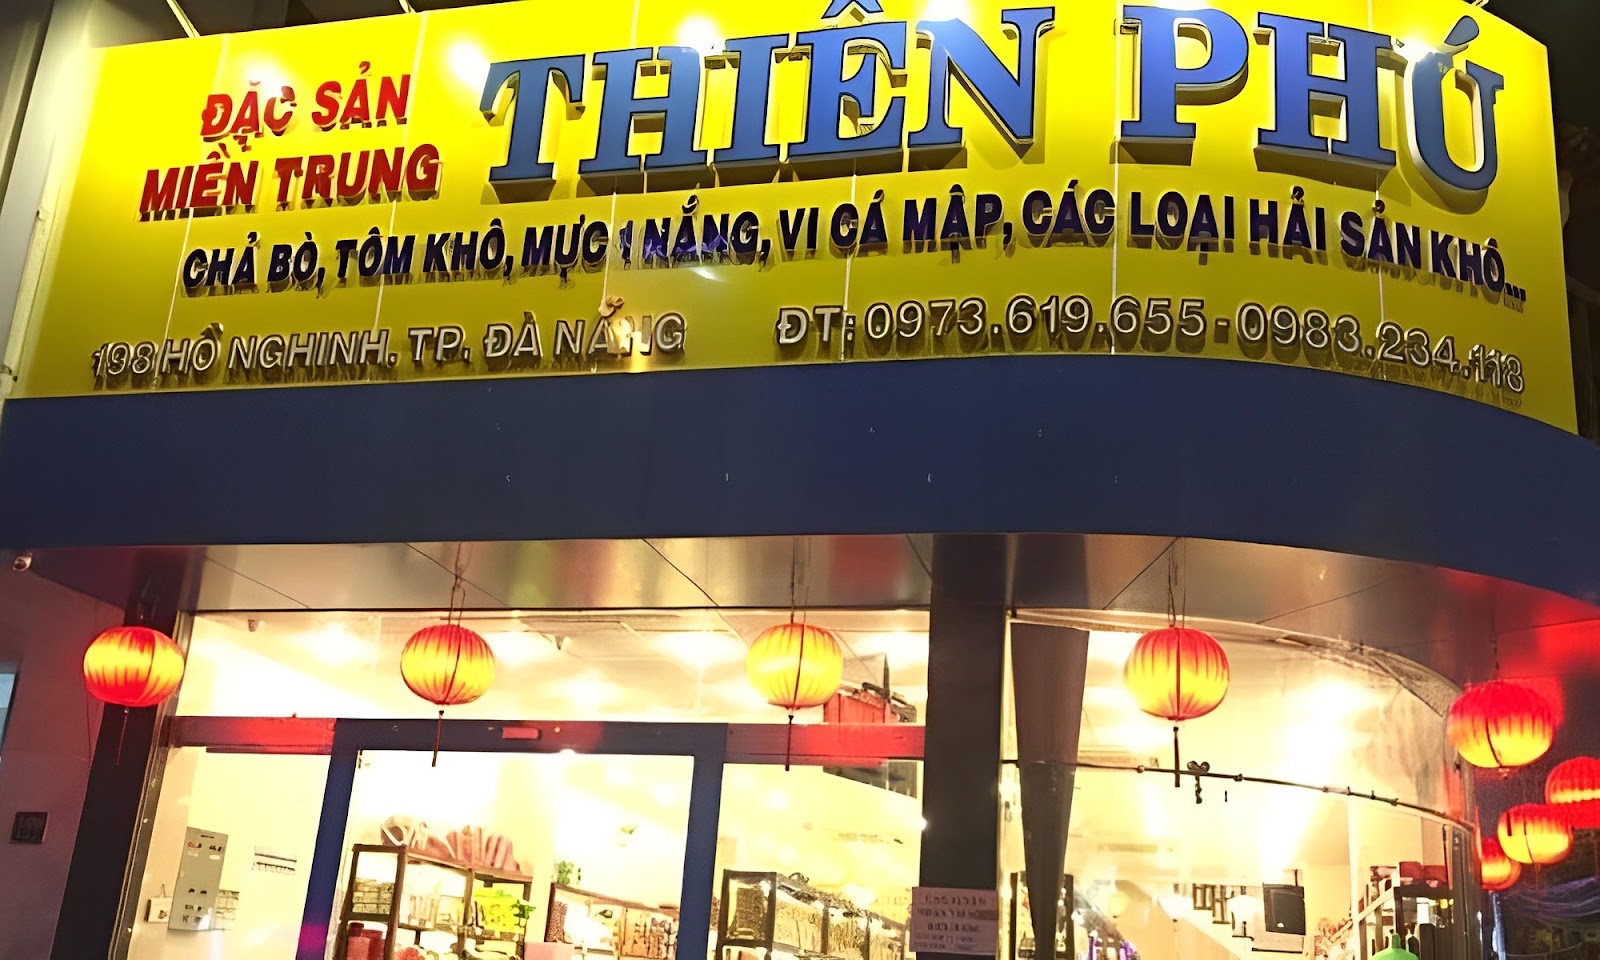 ĐẶC SẢN
MIỀN TRUNG
THIÊN PHÚ
CHẢ BÒ, TÔM KHÔ, MỰC 1 NẮNG, VI CÁ MẬP, CÁC LOẠI HẢI SẢN KHÔ...
198 HỒ NGHINH. TP. ĐÀ NẴNG
ĐT: 0973.619.655 - 0983.234.118